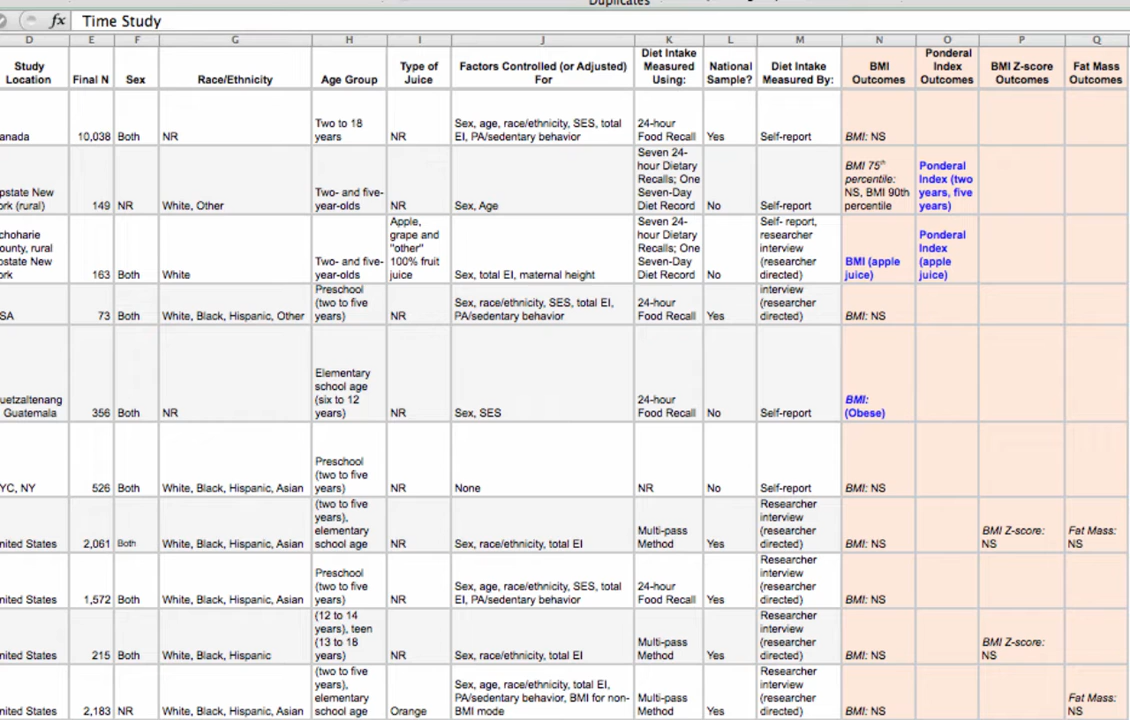 Duplicates
fx Time Study
D E F G H I J K L M N O P Q
Study Location
Final N
Sex
Race/Ethnicity
Age Group
Type of Juice
Factors Controlled (or Adjusted) For
Diet Intake Measured Using:
National Sample?
Diet Intake Measured By:
BMI Outcomes
Ponderal Index Outcomes
BMI Z-score Outcomes
Fat Mass Outcomes
anada
10,038
Both
NR
Two to 18 years
NR
Sex, age, race/ethnicity, SES, total EI, PA/sedentary behavior
24-hour Food Recall
Yes
Self-report
BMI: NS
pstate New ork (rural)
149
NR
White, Other
Two- and five-year-olds
NR
Sex, Age
Seven 24-hour Dietary Recalls; One Seven-Day Diet Record
No
Self-report
BMI 75th percentile: NS, BMI 90th percentile
Ponderal Index (two years, five years)
choharie ounty, rural pstate New ork
163
Both
White
Two- and five-year-olds
Apple, grape and "other" 100% fruit juice
Sex, total EI, maternal height
Seven 24-hour Dietary Recalls; One Seven-Day Diet Record
No
Self- report, researcher interview (researcher directed)
BMI (apple juice)
Ponderal Index (apple juice)
SA
73
Both
White, Black, Hispanic, Other
Preschool (two to five years)
NR
Sex, race/ethnicity, SES, total EI, PA/sedentary behavior
24-hour Food Recall
Yes
interview (researcher directed)
BMI: NS
uetzaltenang Guatemala
356
Both
NR
Elementary school age (six to 12 years)
NR
Sex, SES
24-hour Food Recall
No
Self-report
BMI: (Obese)
YC, NY
526
Both
White, Black, Hispanic, Asian
Preschool (two to five years)
NR
None
NR
No
Self-report
BMI: NS
nited States
2,061
Both
White, Black, Hispanic, Asian
(two to five years), elementary school age
NR
Sex, race/ethnicity, total EI
Multi-pass Method
Yes
Researcher interview (researcher directed)
BMI: NS
BMI Z-score: NS
Fat Mass: NS
nited States
1,572
Both
White, Black, Hispanic, Asian
Preschool (two to five years)
NR
Sex, age, race/ethnicity, SES, total EI, PA/sedentary behavior
24-hour Food Recall
Yes
Researcher interview (researcher directed)
BMI: NS
nited States
215
Both
White, Black, Hispanic
(12 to 14 years), teen (13 to 18 years)
NR
Sex, race/ethnicity, total EI
Multi-pass Method
Yes
Researcher interview (researcher directed)
BMI: NS
BMI Z-score: NS
nited States
2,183
NR
White, Black, Hispanic, Asian
(two to five years), elementary school age
Orange
Sex, age, race/ethnicity, total EI, PA/sedentary behavior, BMI for non-BMI mode
Multi-pass Method
Yes
Researcher interview (researcher directed)
BMI: NS
Fat Mass: NS